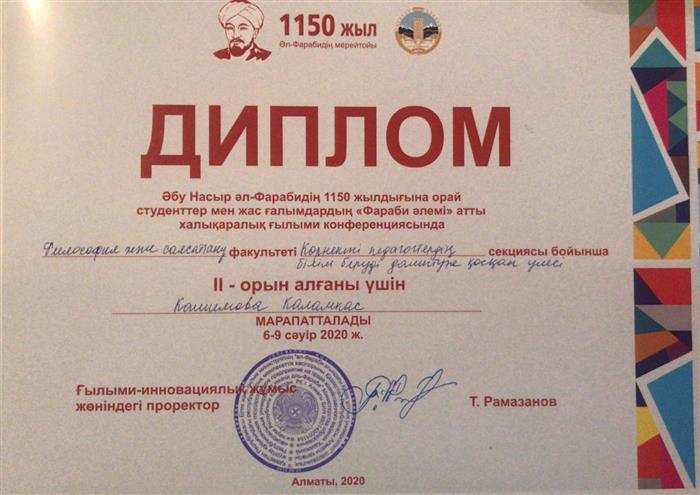 1150 жыл
Әл-Фарабидің мерейтойы
ДИПЛОМ
Әбу Насыр әл-Фарабидің 1150 жылдығына орай
студенттер мен жас ғалымдардың «Фараби әлемі» атты
халықаралық ғылыми конференциясында
Философия және саясаттану факультеті Көрнекті педагогтердің секциясы бойынша
білім беруді дамытуға қосқан үлесі
II - орын алғаны үшін
Кашимова Каламкас
МАРАПАТТАЛАДЫ
6-9 сәуір 2020 ж.
Ғылыми-инновациялық жұмыс
жөніндегі проректор
Т. Рамазанов
Алматы, 2020